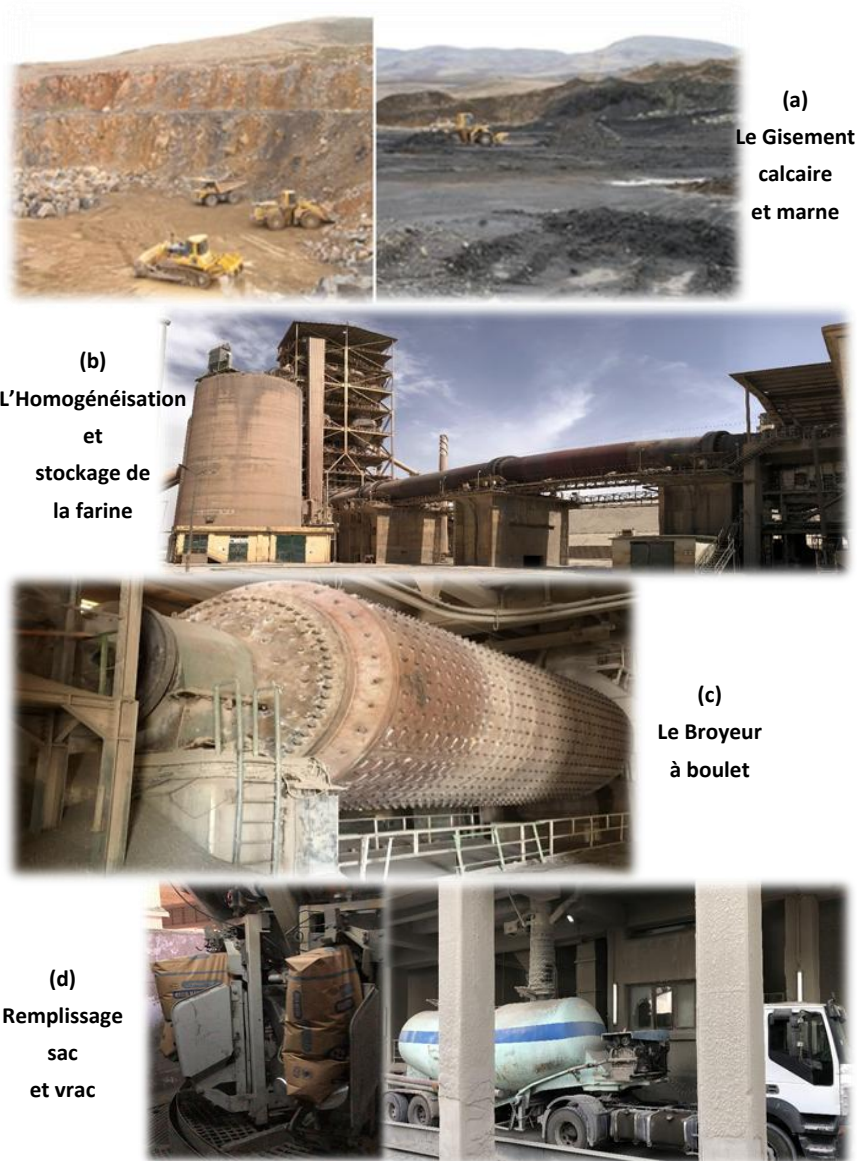 (a)
Le Gisement
calcaire
et marne
(b)
L'Homogénéisation
et
stockage de
la farine
(c)
Le Broyeur
à boulet
(d)
Remplissage
sac
et vrac